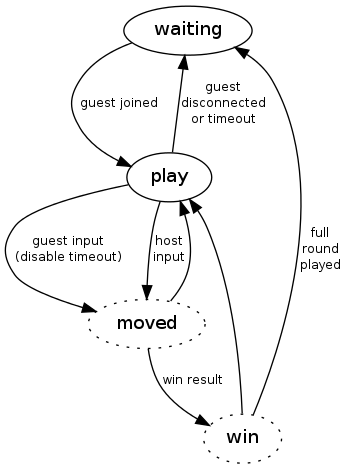 waiting
guest joined
guest
disconnected
or timeout
play
guest input
(disable timeout)
host
input
full
round
played
moved
win result
win